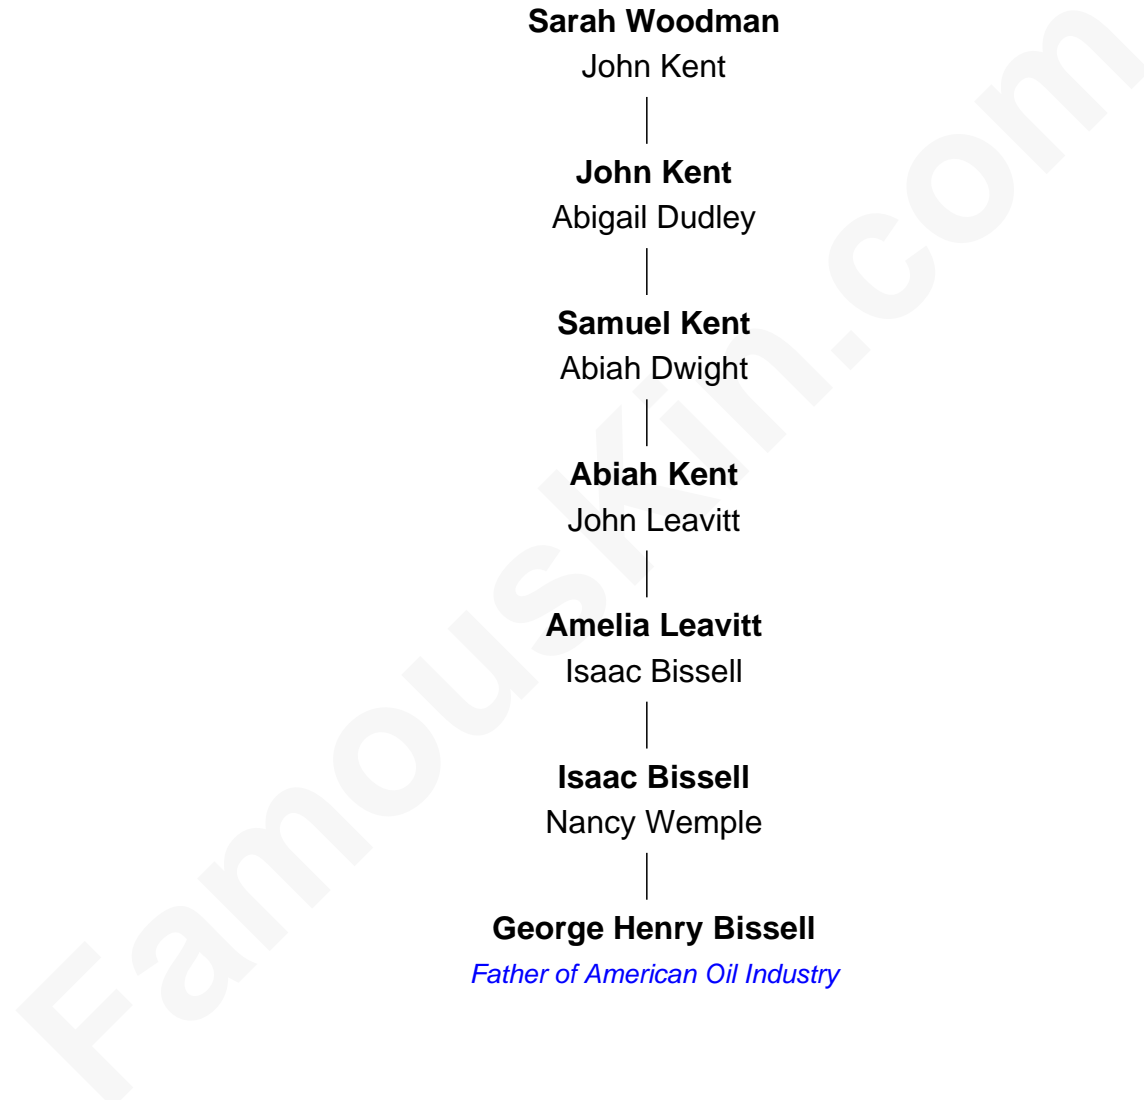 Sarah Woodman
John Kent
John Kent
Abigail Dudley
Samuel Kent
Abiah Dwight
Abiah Kent
John Leavitt
Amelia Leavitt
Isaac Bissell
Isaac Bissell
Nancy Wemple
George Henry Bissell
Father of American Oil Industry
FamousKin.com